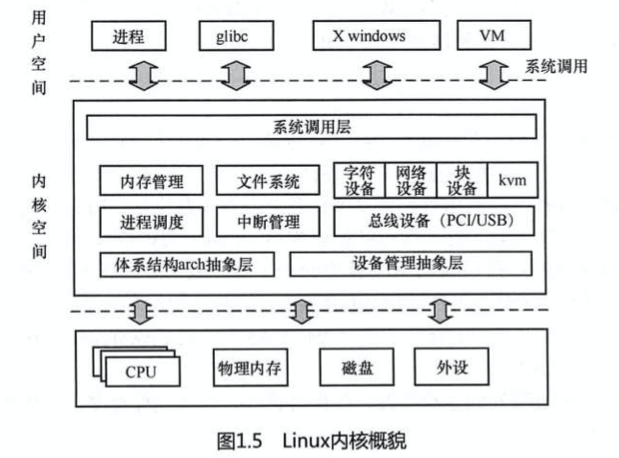 用户空间
进程
glibc
X windows
VM
系统调用
内核空间
系统调用层
内存管理
文件系统
字符设备
网络设备
块设备
kvm
进程调度
中断管理
总线设备（PCI/USB）
体系结构arch抽象层
设备管理抽象层
CPU
物理内存
磁盘
外设
图1.5 Linux内核概貌